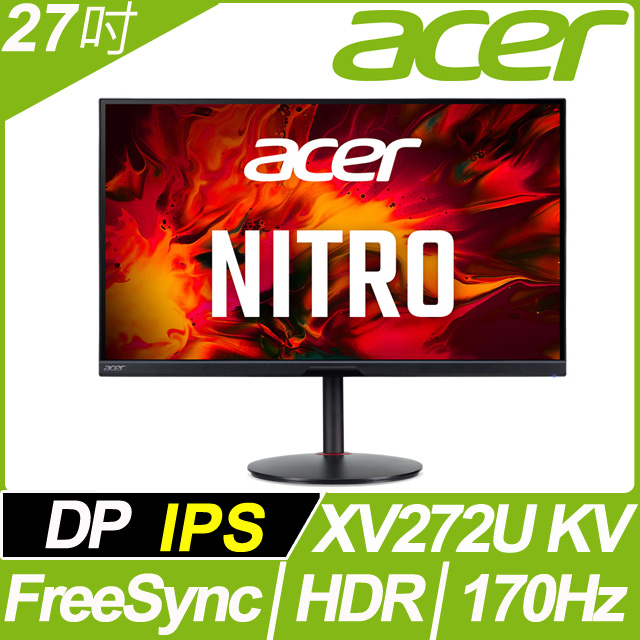 27吋
acer
acer
NITRO
acer
DP IPS XV272U KV
FreeSync HDR 170Hz